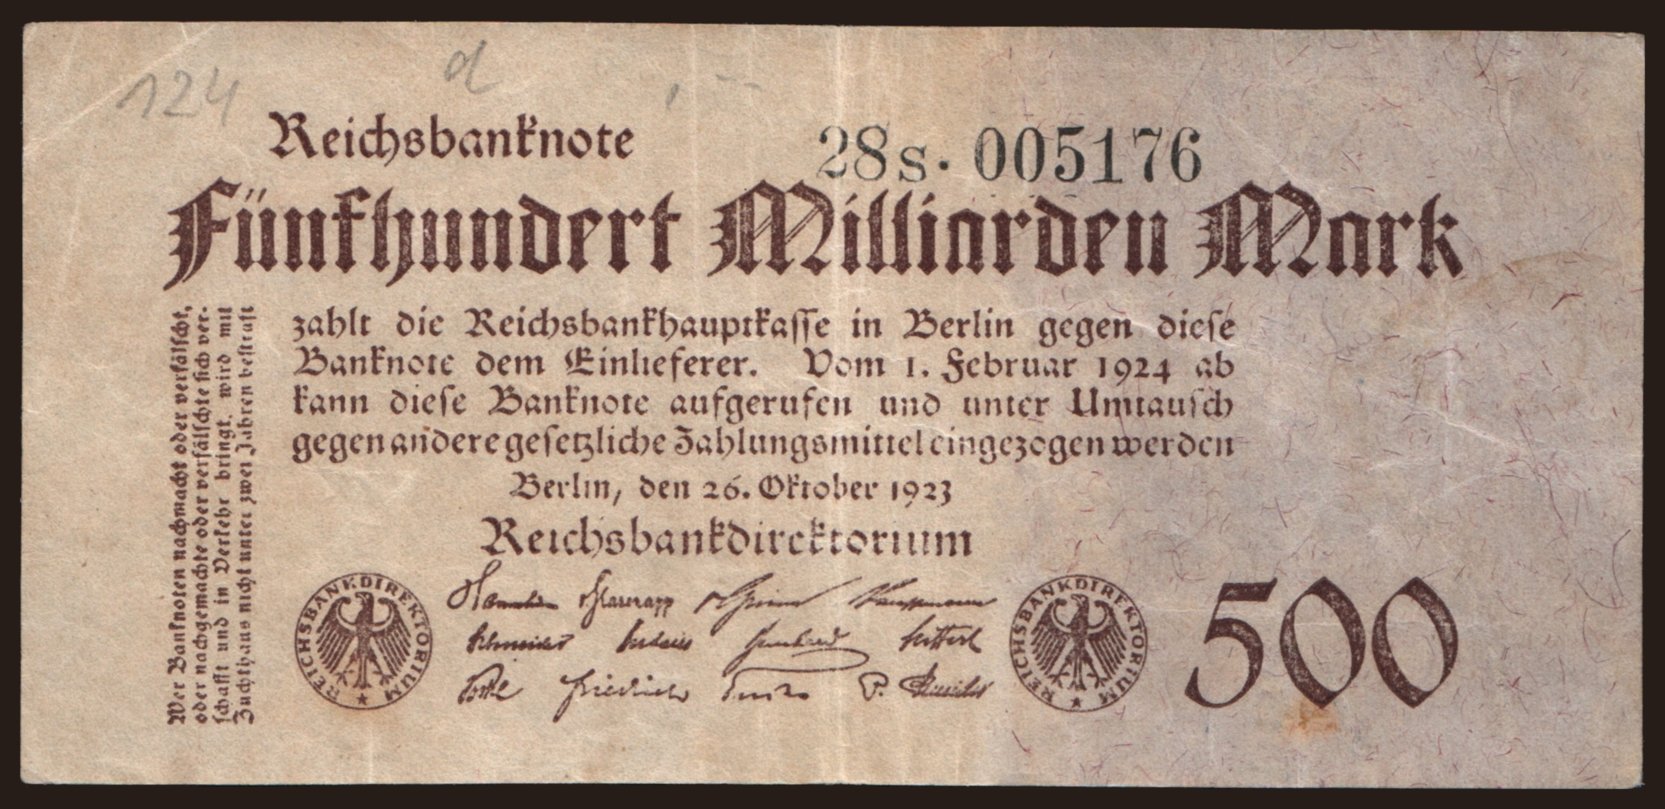 124 d ,-
Reichsbanknote
28s· 005176
Fünfhundert Milliarden Mark
zahlt die Reichsbankhauptkasse in Berlin gegen diese
Banknote dem Einlieferer. Vom 1. Februar 1924 ab
kann diese Banknote aufgerufen und unter Umtausch
gegen andere gesetzliche Zahlungsmittel eingezogen werden
Berlin, den 26. Oktober 1923
Reichsbankdirektorium
REICHSBANKDIREKTORIUM
REICHSBANKDIREKTORIUM
500
Wer Banknoten nachmacht oder verfälscht,
oder nachgemachte oder verfälschte sich ver-
schafft und in Verkehr bringt, wird mit
Zuchthaus nicht unter zwei Jahren bestraft